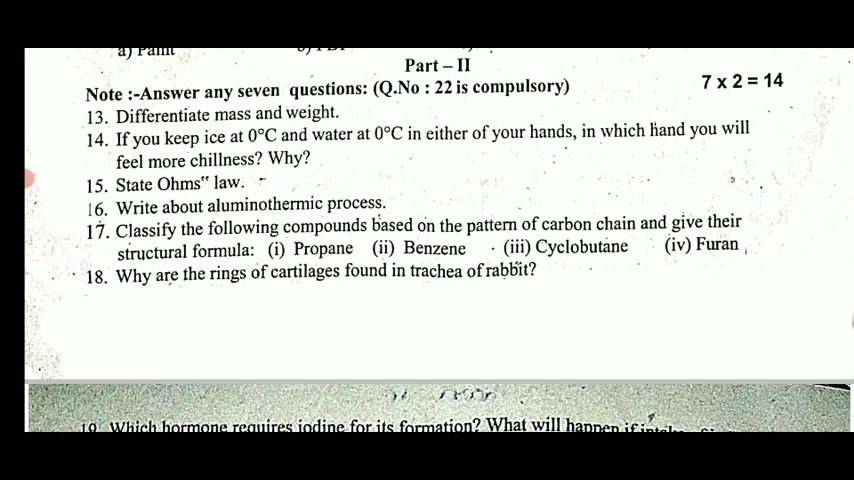 a) Paint
Part – II
Note :-Answer any seven questions: (Q.No : 22 is compulsory) 7 x 2 = 14
13. Differentiate mass and weight.
14. If you keep ice at 0°C and water at 0°C in either of your hands, in which hand you will
feel more chillness? Why?
15. State Ohms‟ law.
16. Write about aluminothermic process.
17. Classify the following compounds based on the pattern of carbon chain and give their
structural formula: (i) Propane (ii) Benzene (iii) Cyclobutane (iv) Furan
18. Why are the rings of cartilages found in trachea of rabbit?
19. Which hormone requires iodine for its formation? What will happen if